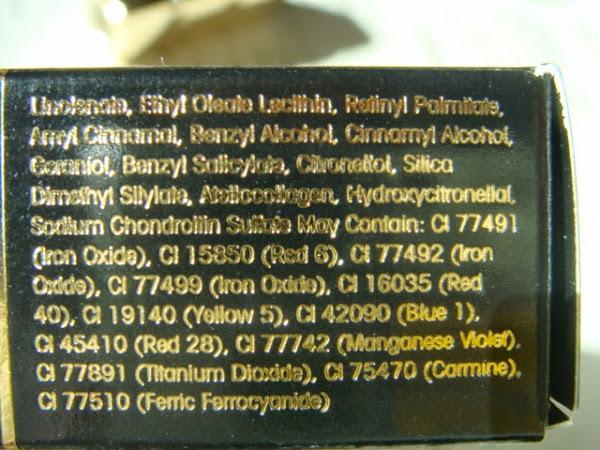 Linolenate, Ethyl Oleate Lecithin, Retinyl Palmitate,
Amyl Cinnamal, Benzyl Alcohol, Cinnamyl Alcohol,
Geraniol, Benzyl Salicylate, Citronellol, Silica
Dimethyl Silylate, Atellocollagen, Hydroxycitronellal,
Sodium Chondroitin Sulfate May Contain: CI 77491
(Iron Oxide), CI 15850 (Red 6), CI 77492 (Iron
Oxide), CI 77499 (Iron Oxide), CI 16035 (Red
40), CI 19140 (Yellow 5), CI 42090 (Blue 1),
CI 45410 (Red 28), CI 77742 (Manganese Violet),
CI 77891 (Titanium Dioxide), CI 75470 (Carmine),
CI 77510 (Ferric Ferrocyanide)